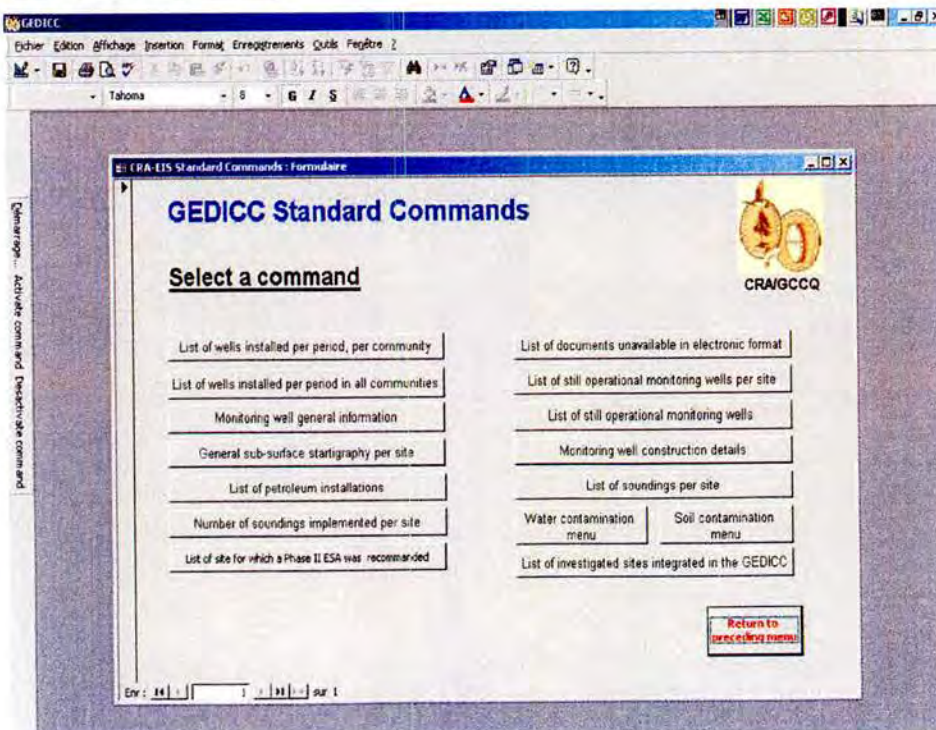 GEDICC
Fichier Edition Affichage Insertion Format Enregistrements Outils Fenêtre ?
Tahoma 8 G I S
CRA-EIS Standard Commands : Formulaire
GEDICC Standard Commands
Select a command
CRA/GCCQ
List of wells installed per period, per community
List of wells installed per period in all communities
Monitoring well general information
General sub-surface startigraphy per site
List of petroleum installations
Number of soundings implemented per site
List of site for which a Phase II ESA was recommanded
List of documents unavailable in electronic format
List of still operational monitoring wells per site
List of still operational monitoring wells
Monitoring well construction details
List of soundings per site
Water contamination
menu
Soil contamination
menu
List of investigated sites integrated in the GEDICC
Return to
preceding menu
Enr : 1 sur 1
Démarrage... Activate command Desactivate command